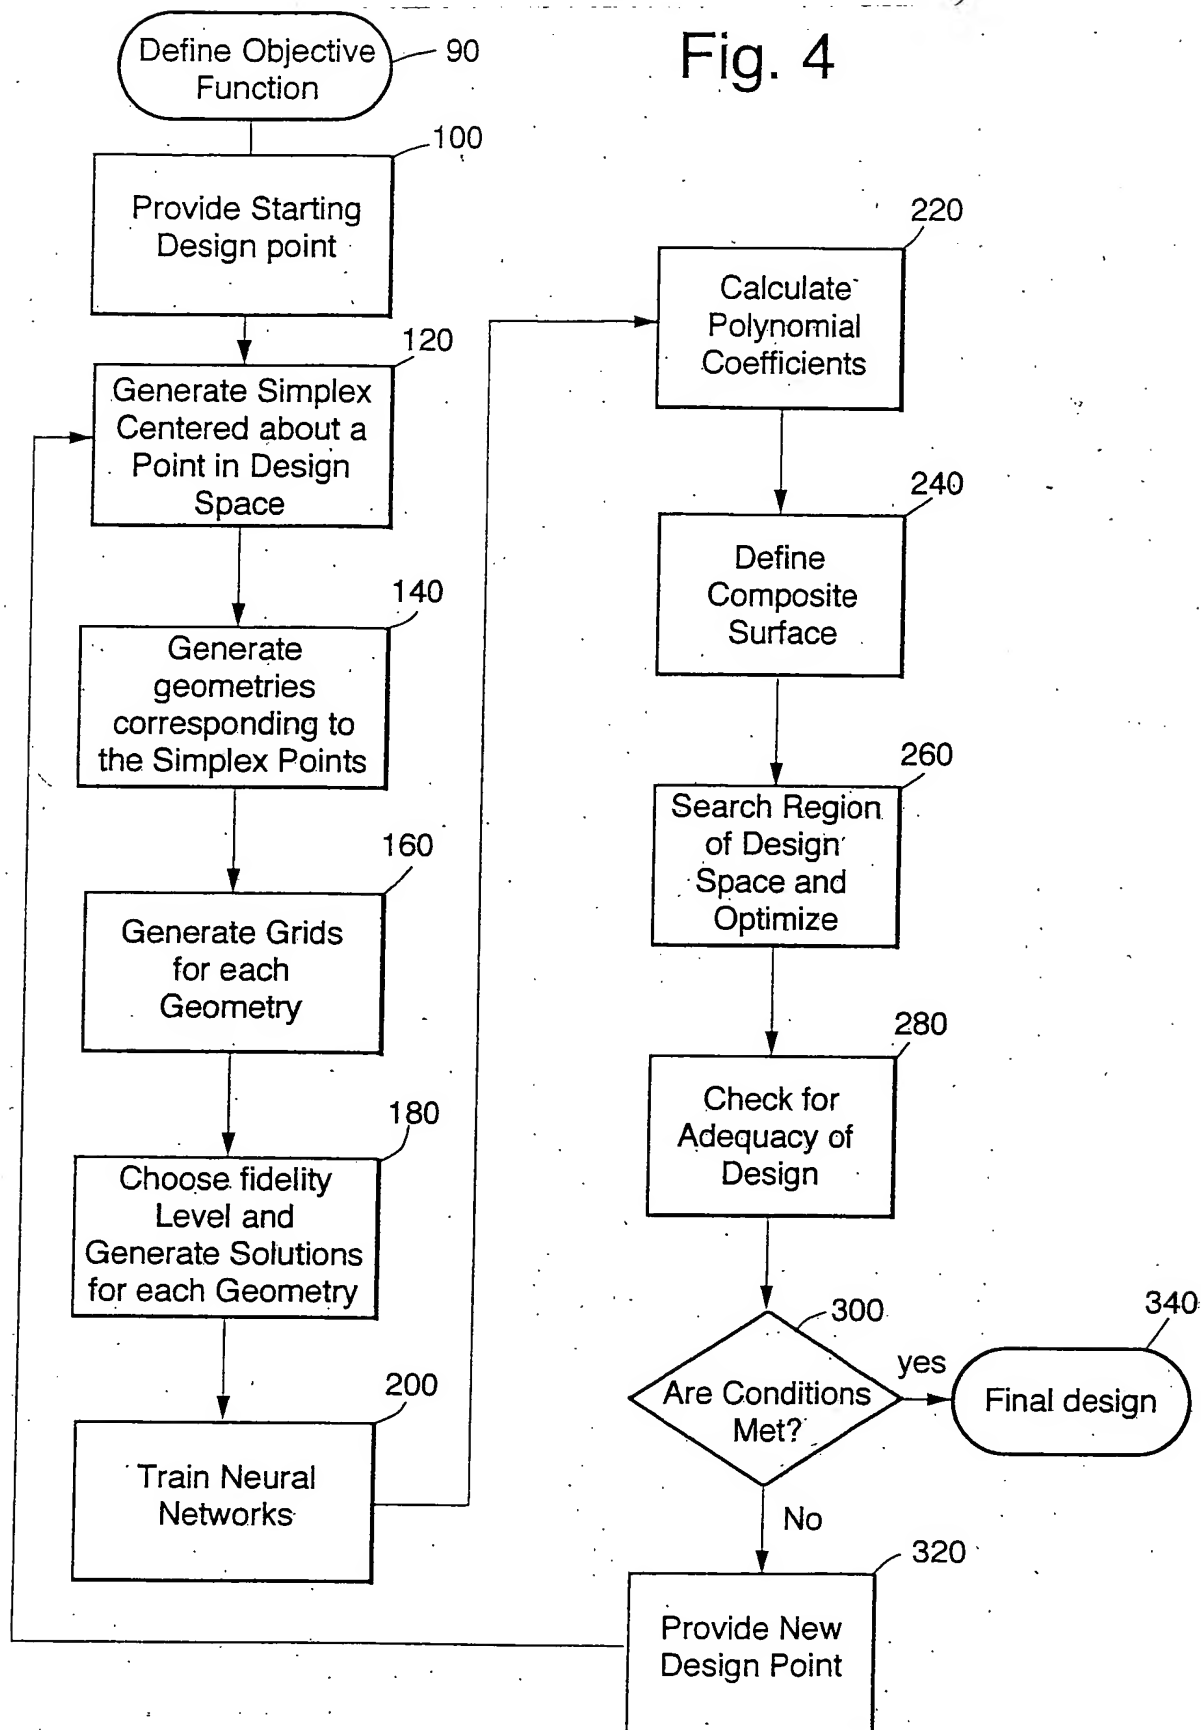 Fig. 4
Define Objective
Function
90
100
Provide Starting
Design point
120
Generate Simplex
Centered about a
Point in Design
Space
140
Generate
geometries
corresponding to
the Simplex Points
160
Generate Grids
for each
Geometry
180
Choose fidelity
Level and
Generate Solutions
for each Geometry
200
Train Neural
Networks
220
Calculate
Polynomial
Coefficients
240
Define
Composite
Surface
260
Search Region
of Design
Space and
Optimize
280
Check for
Adequacy of
Design
300
Are Conditions
Met?
yes
340
Final design
No
320
Provide New
Design Point